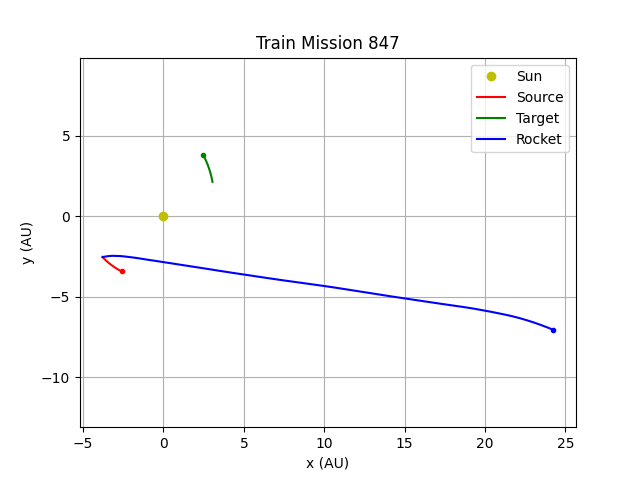 Train Mission 847
Sun
Source
Target
Rocket
5
0
−5
−10
y (AU)
−5
0
5
10
15
20
25
x (AU)